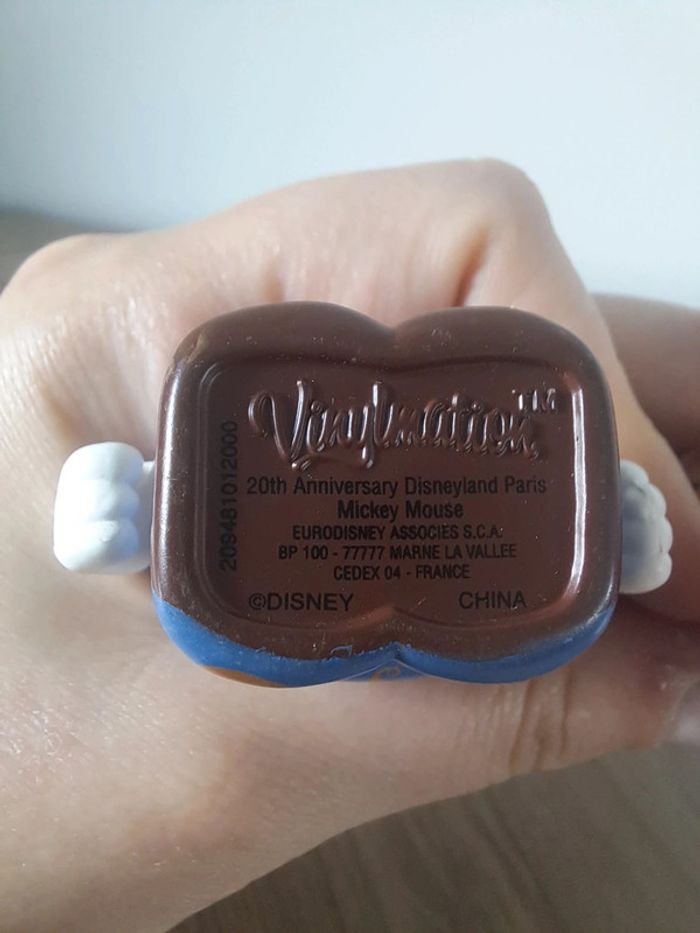 Vinylmation™
20th Anniversary Disneyland Paris
Mickey Mouse
EURODISNEY ASSOCIES S.C.A.
BP 100 - 77777 MARNE LA VALLEE
CEDEX 04 - FRANCE
©DISNEY CHINA
209481012000